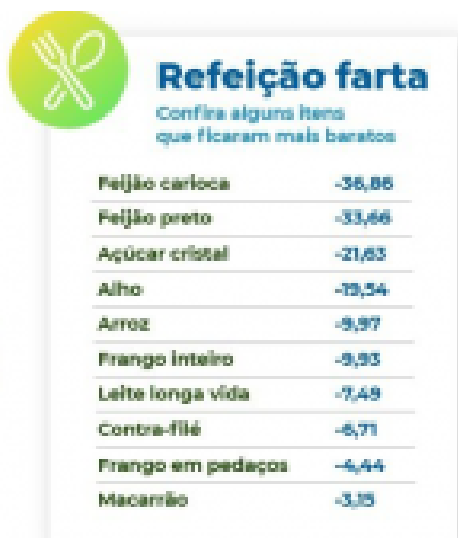 Refeição farta
Confira alguns itens
que ficaram mais baratos
Feijão carioca -36,86
Feijão preto -33,66
Açúcar cristal -21,63
Alho -19,54
Arroz -9,97
Frango inteiro -9,93
Leite longa vida -7,49
Contra-filé -6,71
Frango em pedaços -4,44
Macarrão -3,15